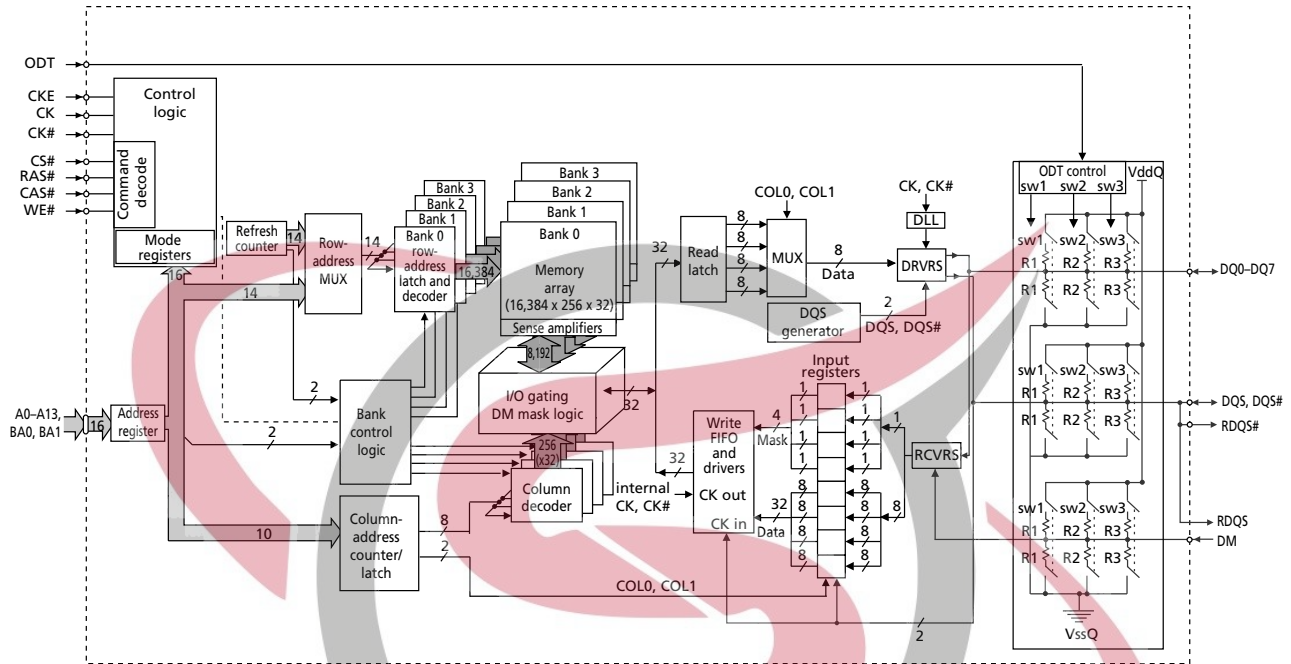 ODT
CKE
CK
CK#
CS#
RAS#
CAS#
WE#
Control
logic
Command
decode
Mode
registers
16
Refresh
counter
14
14
Row-
address
MUX
14
Bank 3
Bank 2
Bank 1
Bank 0
row-
address
latch and
decoder
16,384
Bank 3
Bank 2
Bank 1
Bank 0
Memory
array
(16,384 x 256 x 32)
Sense amplifiers
8,192
I/O gating
DM mask logic
32
32
256
(x32)
Column
decoder
A0–A13,
BA0, BA1
16
Address
register
2
2
Bank
control
logic
10
Column-
address
counter/
latch
8
2
COL0, COL1
Read
latch
8
8
8
8
COL0, COL1
MUX
8
Data
CK, CK#
DLL
DRVRS
DQS
generator
2
DQS, DQS#
Input
registers
1
1
1
1
1
1
1
1
1
8
8
8
8
8
8
8
8
8
4
Mask
32
Data
Write
FIFO
and
drivers
CK out
CK in
32
internal
CK, CK#
RCVRS
2
ODT control
sw1 sw2 sw3
VddQ
sw1 sw2 sw3
R1 R2 R3
R1 R2 R3
sw1 sw2 sw3
R1 R2 R3
R1 R2 R3
sw1 sw2 sw3
R1 R2 R3
R1 R2 R3
VssQ
DQ0–DQ7
DQS, DQS#
RDQS#
RDQS
DM